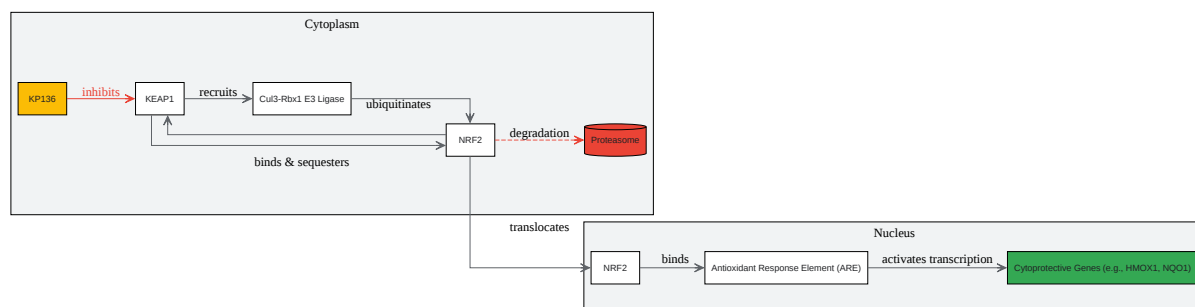 Cytoplasm
KP136
inhibits
KEAP1
recruits
Cul3-Rbx1 E3 Ligase
ubiquitinates
NRF2
degradation
Proteasome
binds & sequesters
translocates
Nucleus
NRF2
binds
Antioxidant Response Element (ARE)
activates transcription
Cytoprotective Genes (e.g., HMOX1, NQO1)